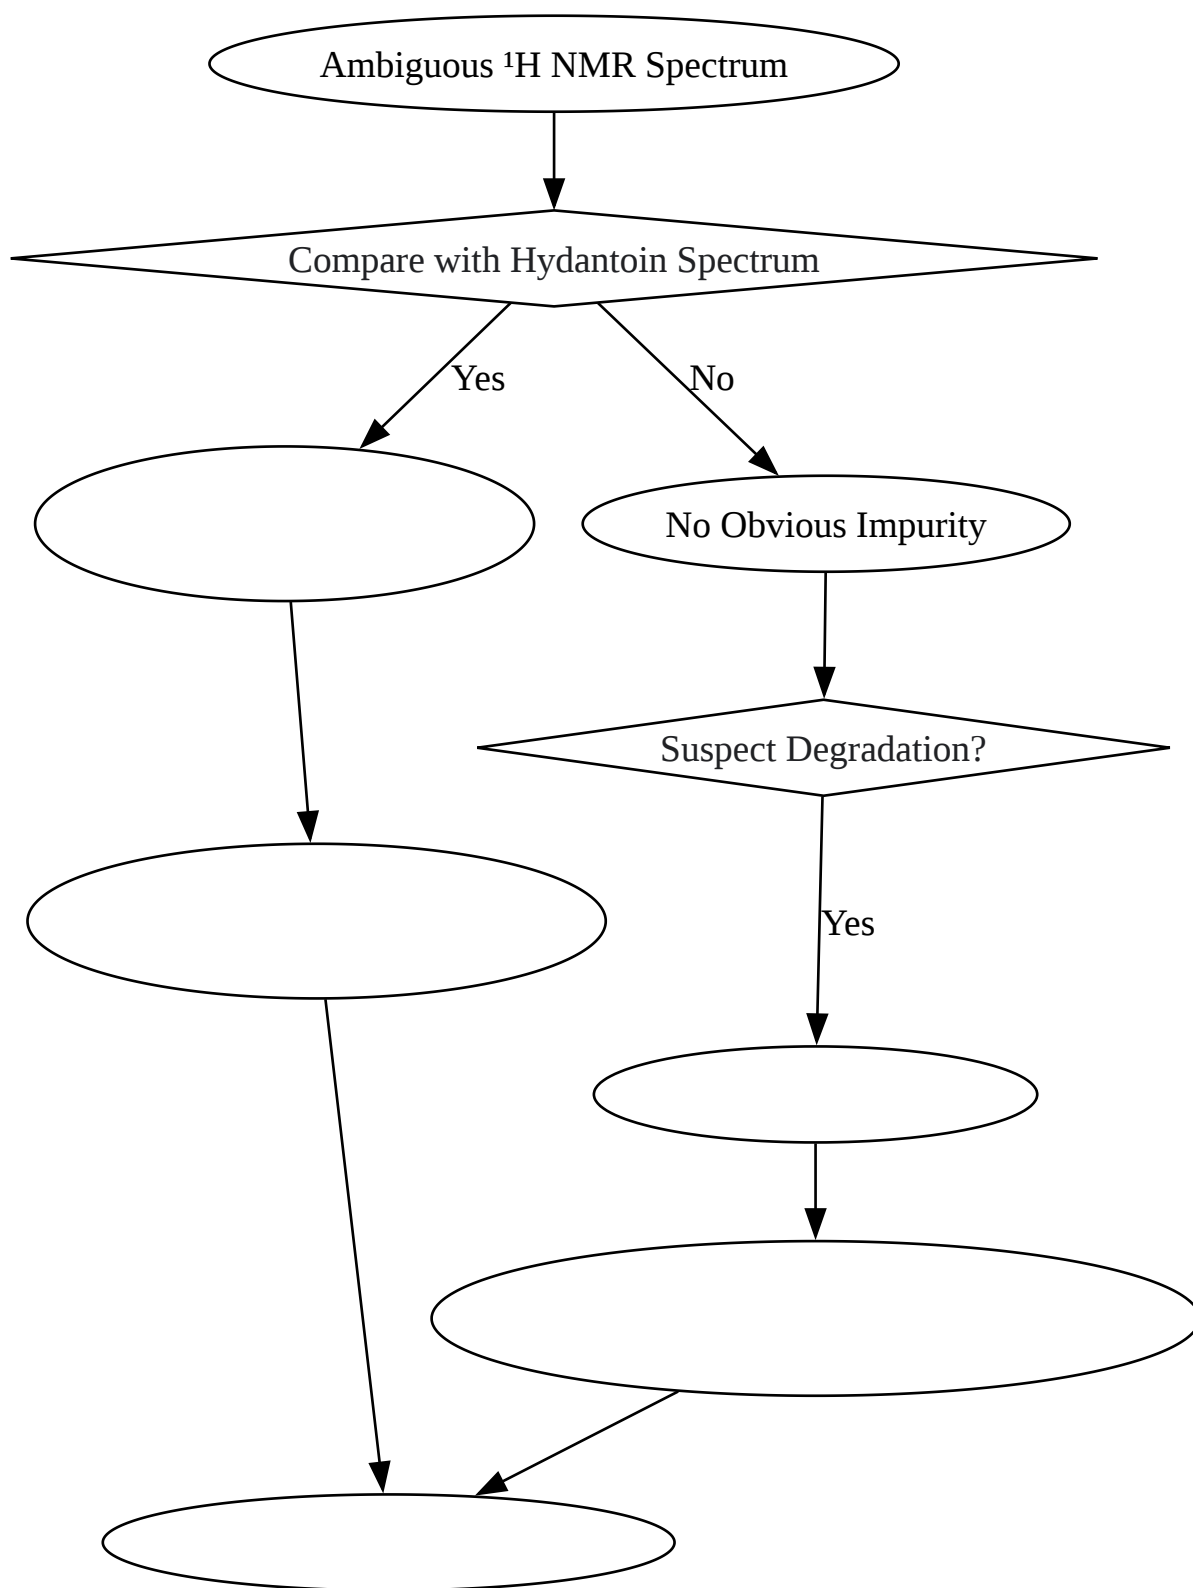 Ambiguous ¹H NMR Spectrum
Compare with Hydantoin Spectrum
Yes
No
No Obvious Impurity
Suspect Degradation?
Yes